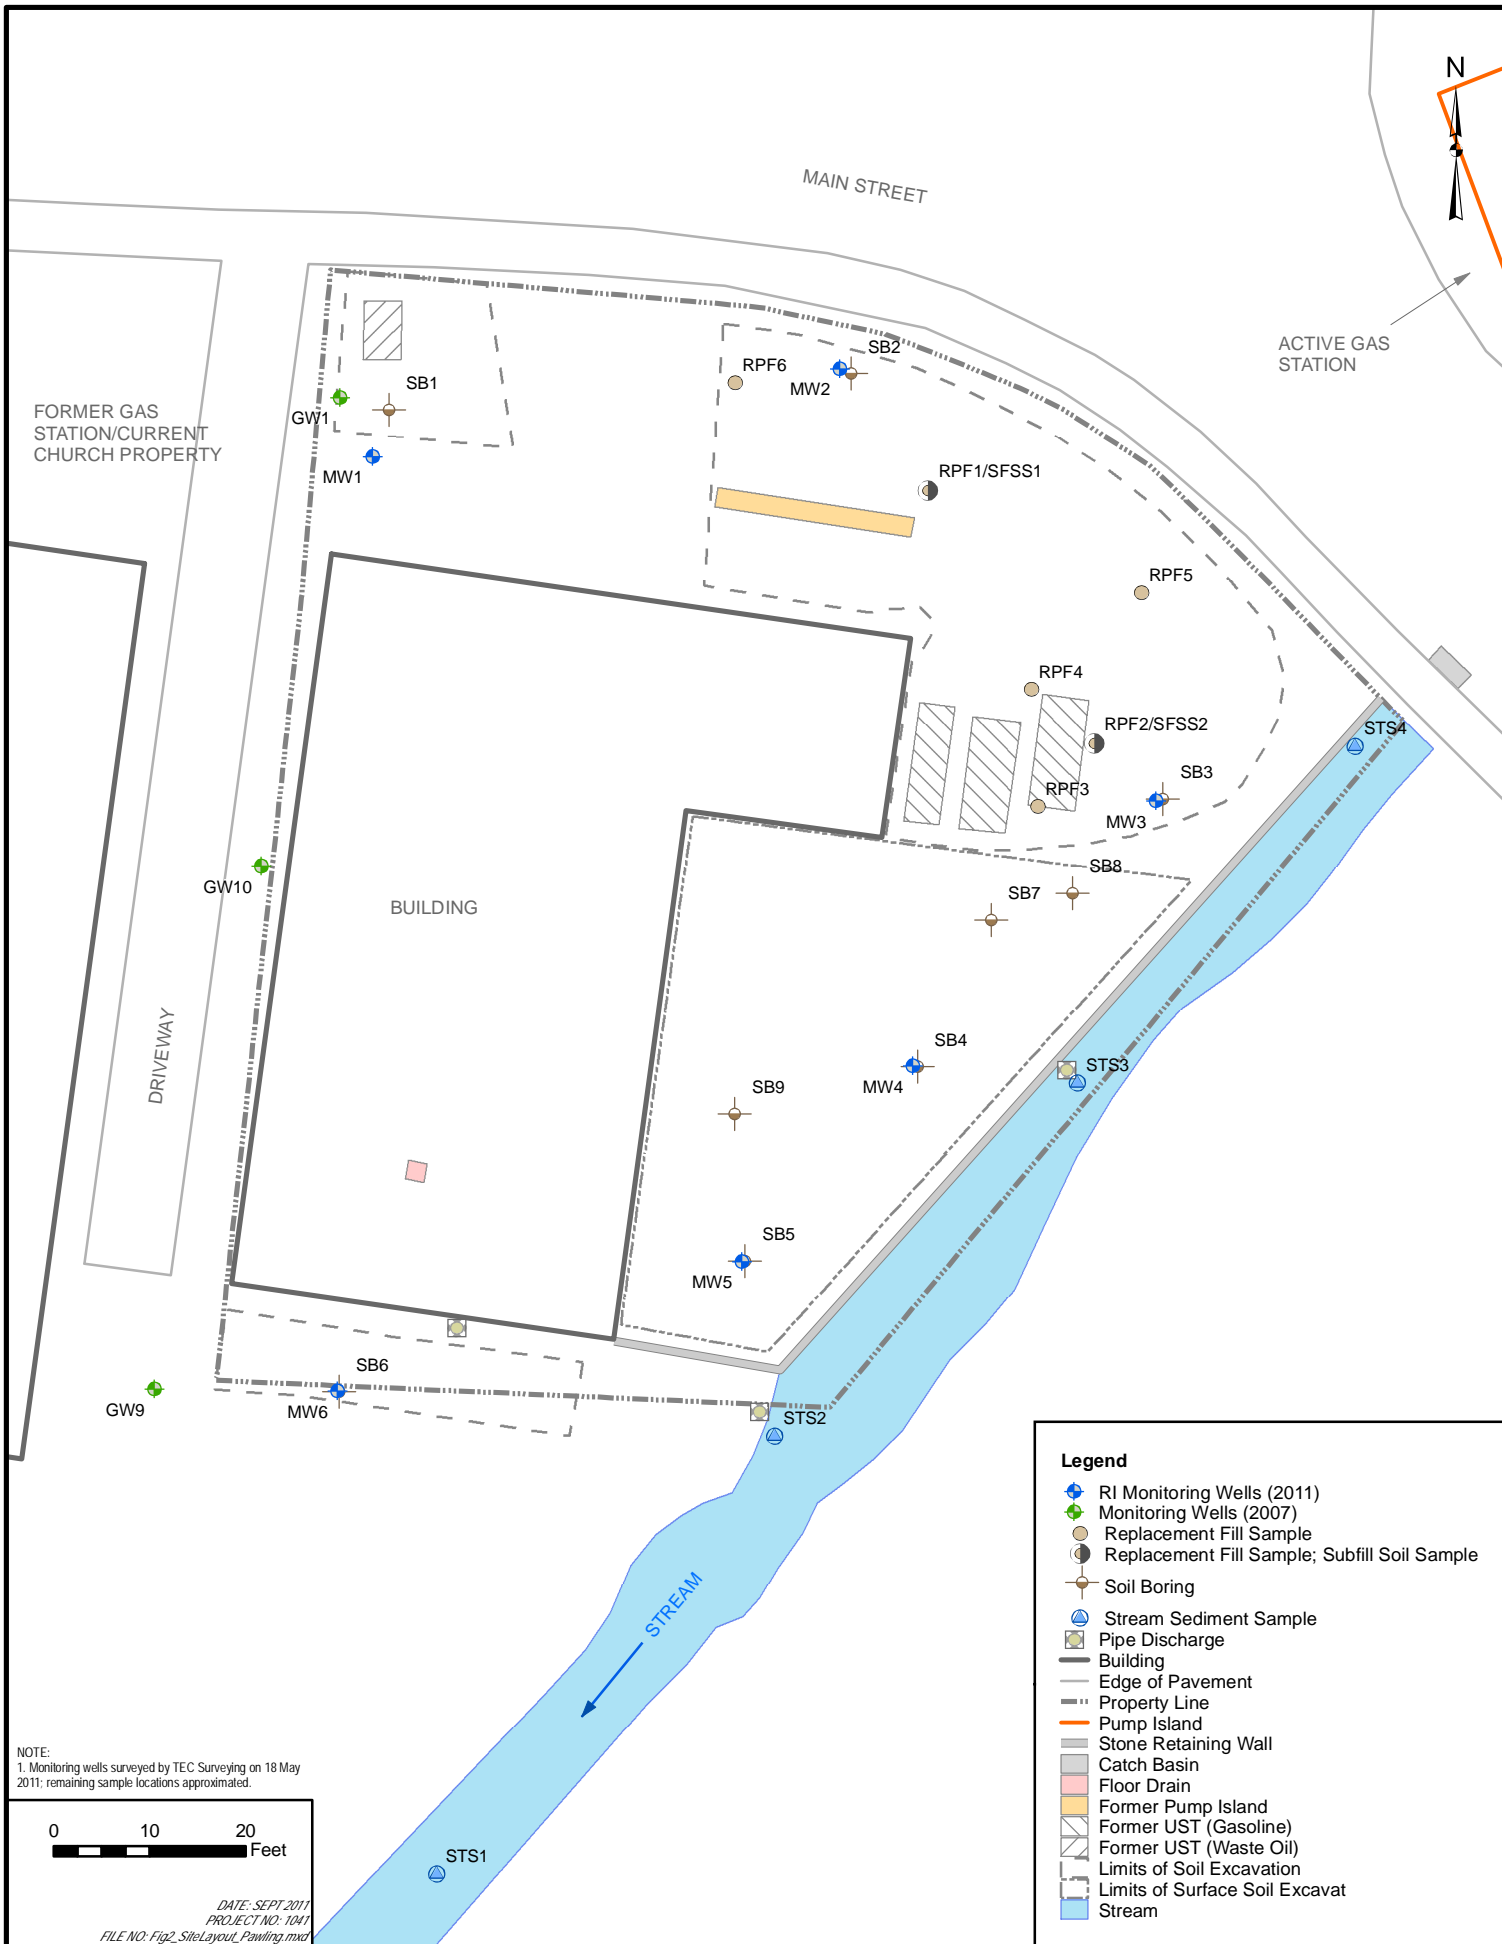 N
MAIN STREET
ACTIVE GAS
STATION
FORMER GAS
STATION/CURRENT
CHURCH PROPERTY
SB2
RPF6
MW2
SB1
GW1
MW1
RPF1/SFSS1
RPF5
RPF4
RPF2/SFSS2
STS4
SB3
RPF3
MW3
SB8
SB7
GW10
BUILDING
DRIVEWAY
SB4
MW4
STS3
SB9
SB5
MW5
SB6
MW6
GW9
STS2
STREAM
STS1
Legend
RI Monitoring Wells (2011)
Monitoring Wells (2007)
Replacement Fill Sample
Replacement Fill Sample; Subfill Soil Sample
Soil Boring
Stream Sediment Sample
Pipe Discharge
Building
Edge of Pavement
Property Line
Pump Island
Stone Retaining Wall
Catch Basin
Floor Drain
Former Pump Island
Former UST (Gasoline)
Former UST (Waste Oil)
Limits of Soil Excavation
Limits of Surface Soil Excavat
Stream
NOTE:
1. Monitoring wells surveyed by TEC Surveying on 18 May
2011; remaining sample locations approximated.
0 10 20
Feet
DATE: SEPT 2011
PROJECT NO: 1041
FILE NO: Fig2_SiteLayout_Pawling.mxd